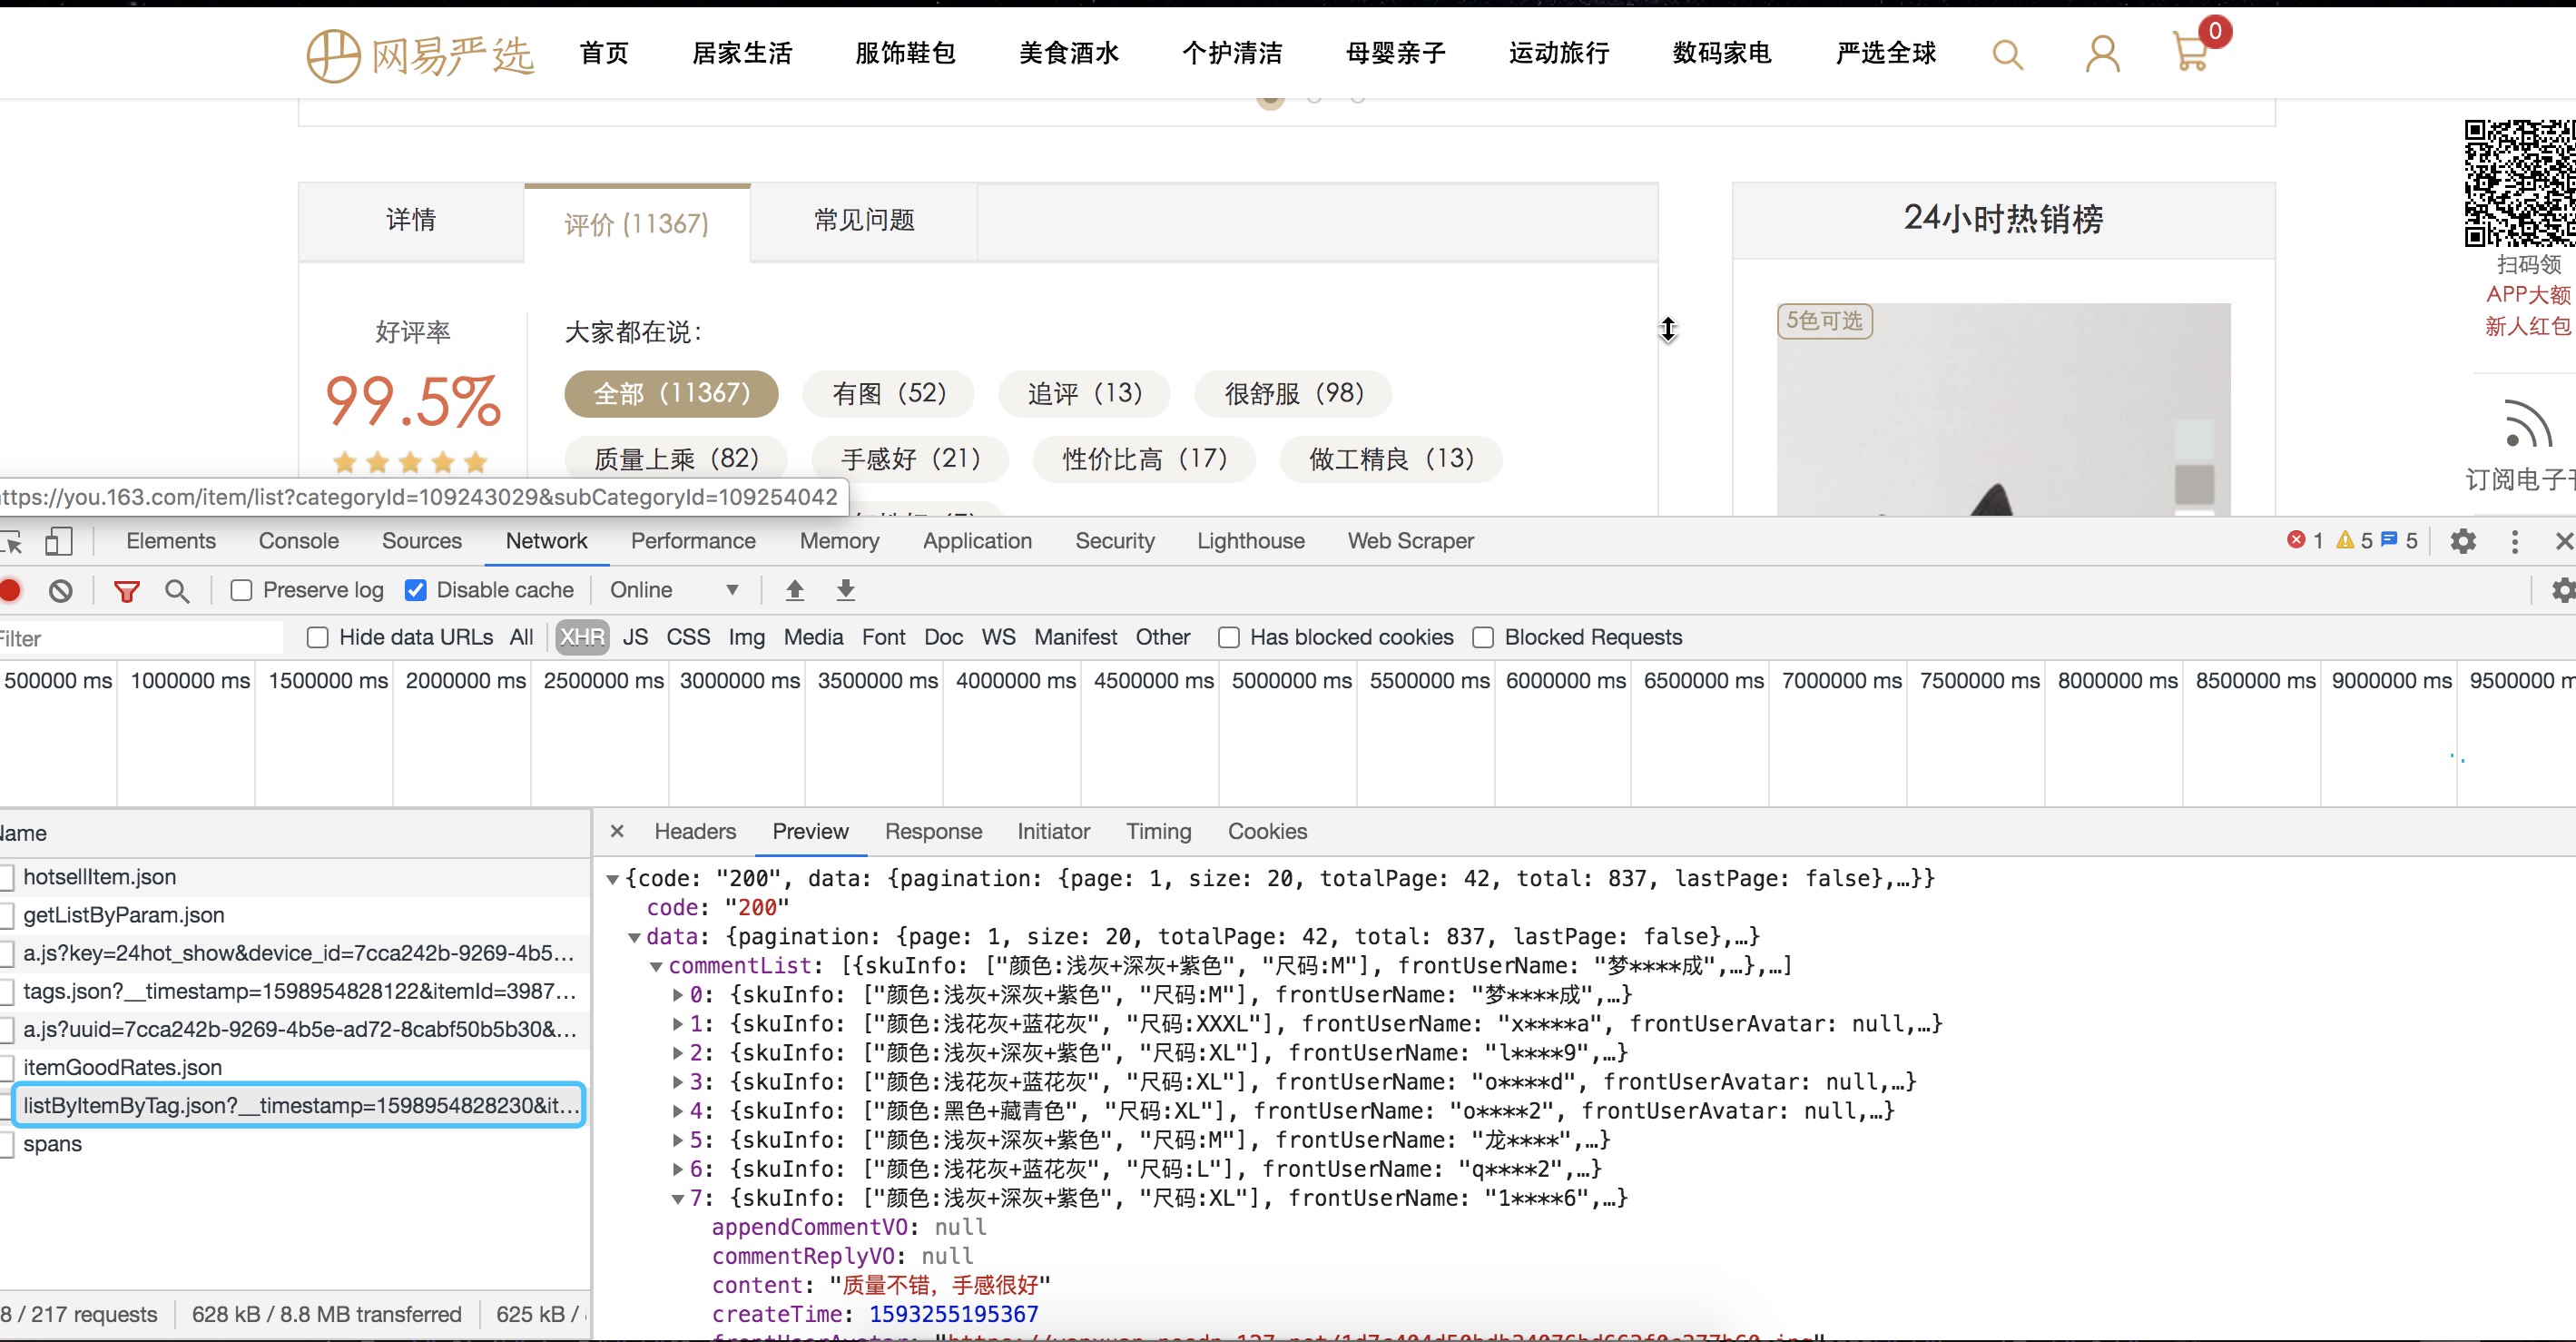 网易严选 首页 居家生活 服饰鞋包 美食酒水 个护清洁 母婴亲子 运动旅行 数码家电 严选全球 0
详情 评价 (11367) 常见问题 24小时热销榜
扫码领
APP大额
新人红包
好评率 大家都在说: 5色可选
99.5% 全部（11367） 有图（52） 追评（13） 很舒服（98）
质量上乘（82） 手感好（21） 性价比高（17） 做工精良（13）
订阅电子
ttps://you.163.com/item/list?categoryId=109243029&subCategoryId=109254042
Elements Console Sources Network Performance Memory Application Security Lighthouse Web Scraper 1 5 5
Preserve log Disable cache Online
Filter Hide data URLs All XHR JS CSS Img Media Font Doc WS Manifest Other Has blocked cookies Blocked Requests
500000 ms 1000000 ms 1500000 ms 2000000 ms 2500000 ms 3000000 ms 3500000 ms 4000000 ms 4500000 ms 5000000 ms 5500000 ms 6000000 ms 6500000 ms 7000000 ms 7500000 ms 8000000 ms 8500000 ms 9000000 ms 9500000 m
Name
hotsellItem.json
getListByParam.json
a.js?key=24hot_show&device_id=7cca242b-9269-4b5...
tags.json?__timestamp=1598954828122&itemId=3987...
a.js?uuid=7cca242b-9269-4b5e-ad72-8cabf50b5b30&...
itemGoodRates.json
listByItemByTag.json?__timestamp=1598954828230&it...
spans
8 / 217 requests 628 kB / 8.8 MB transferred 625 kB /
× Headers Preview Response Initiator Timing Cookies
▼{code: "200", data: {pagination: {page: 1, size: 20, totalPage: 42, total: 837, lastPage: false},…}}
code: "200"
▼data: {pagination: {page: 1, size: 20, totalPage: 42, total: 837, lastPage: false},…}
▼commentList: [{skuInfo: ["颜色:浅灰+深灰+紫色", "尺码:M"], frontUserName: "梦****成",…},…]
▶0: {skuInfo: ["颜色:浅灰+深灰+紫色", "尺码:M"], frontUserName: "梦****成",…}
▶1: {skuInfo: ["颜色:浅花灰+蓝花灰", "尺码:XXXL"], frontUserName: "x****a", frontUserAvatar: null,…}
▶2: {skuInfo: ["颜色:浅灰+深灰+紫色", "尺码:XL"], frontUserName: "l****9",…}
▶3: {skuInfo: ["颜色:浅花灰+蓝花灰", "尺码:XL"], frontUserName: "o****d", frontUserAvatar: null,…}
▶4: {skuInfo: ["颜色:黑色+藏青色", "尺码:XL"], frontUserName: "o****2", frontUserAvatar: null,…}
▶5: {skuInfo: ["颜色:浅灰+深灰+紫色", "尺码:M"], frontUserName: "龙****",…}
▶6: {skuInfo: ["颜色:浅花灰+蓝花灰", "尺码:L"], frontUserName: "q****2",…}
▼7: {skuInfo: ["颜色:浅灰+深灰+紫色", "尺码:XL"], frontUserName: "1****6",…}
appendCommentVO: null
commentReplyVO: null
content: "质量不错，手感很好"
createTime: 1593255195367